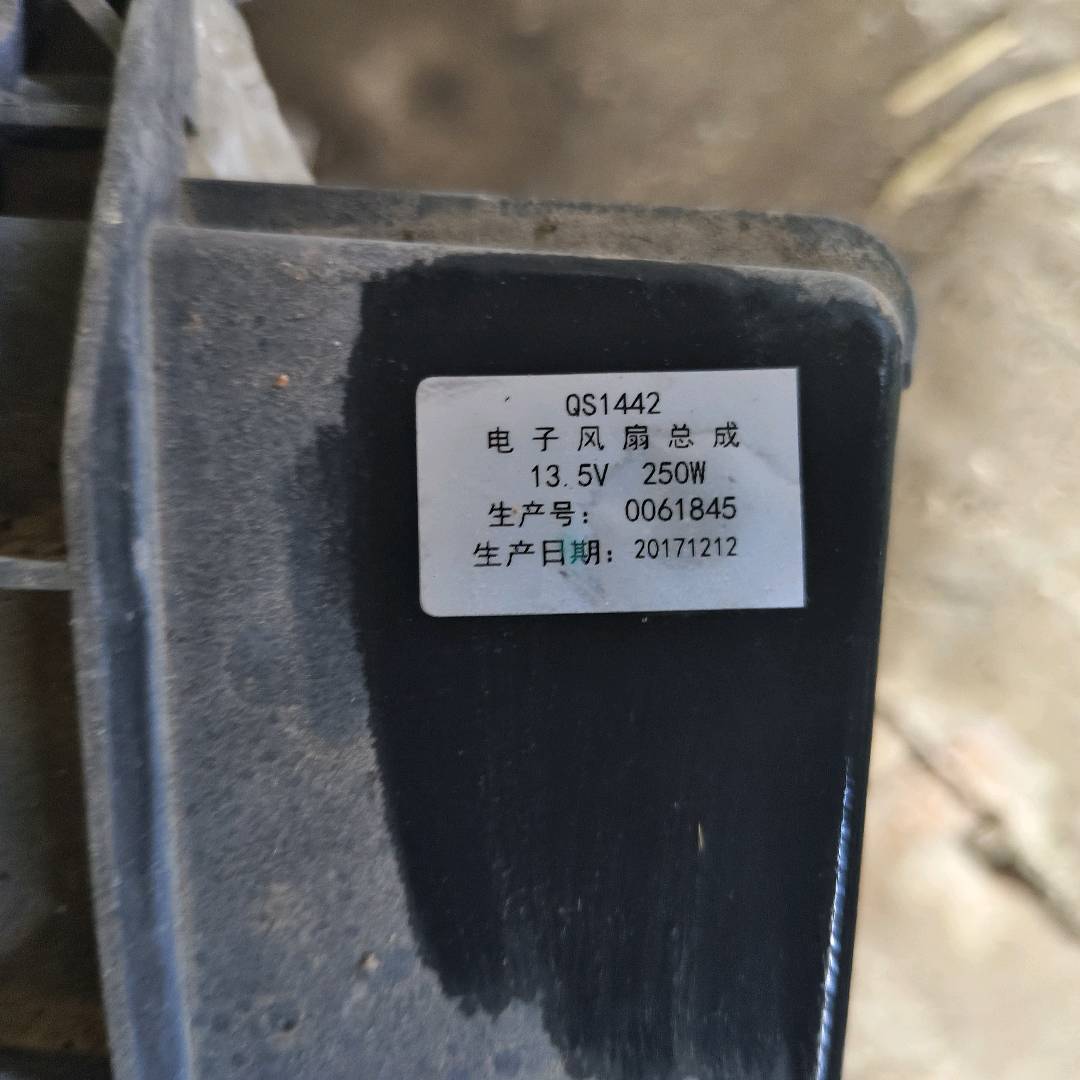 QS1442
电子风扇总成
13.5V 250W
生产号: 0061845
生产日期: 20171212